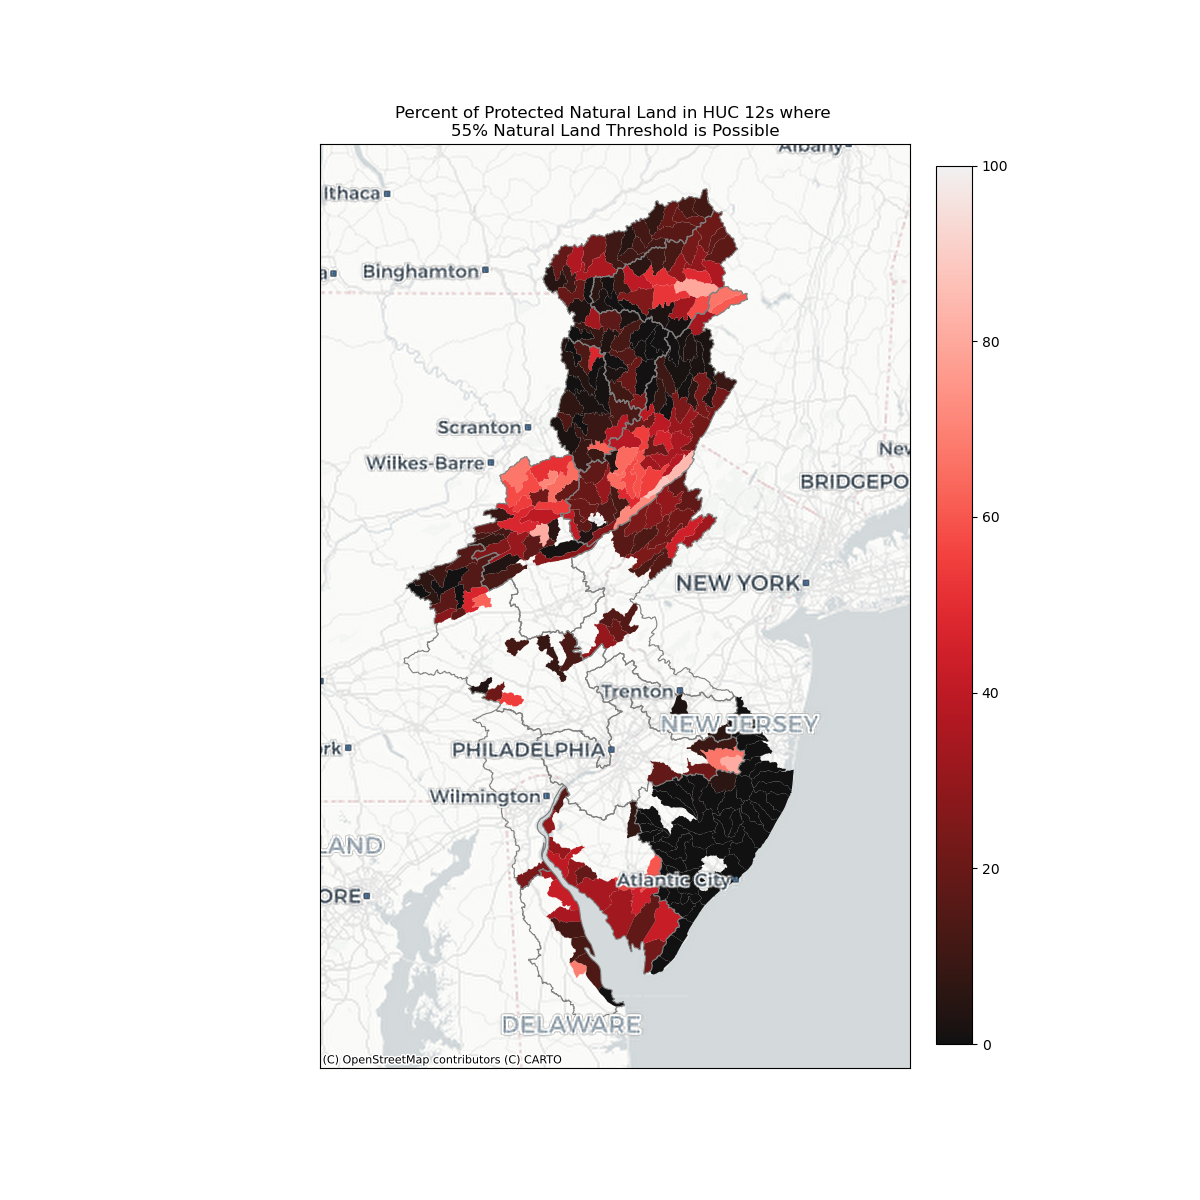 Percent of Protected Natural Land in HUC 12s where
55% Natural Land Threshold is Possible
Albany
Ithaca
a
Binghamton
Scranton
Wilkes-Barre
New
BRIDGEPO
NEW YORK
Trenton
NEW JERSEY
PHILADELPHIA
rk
Wilmington
LAND
Atlantic City
ORE
DELAWARE
(C) OpenStreetMap contributors (C) CARTO
100
80
60
40
20
0